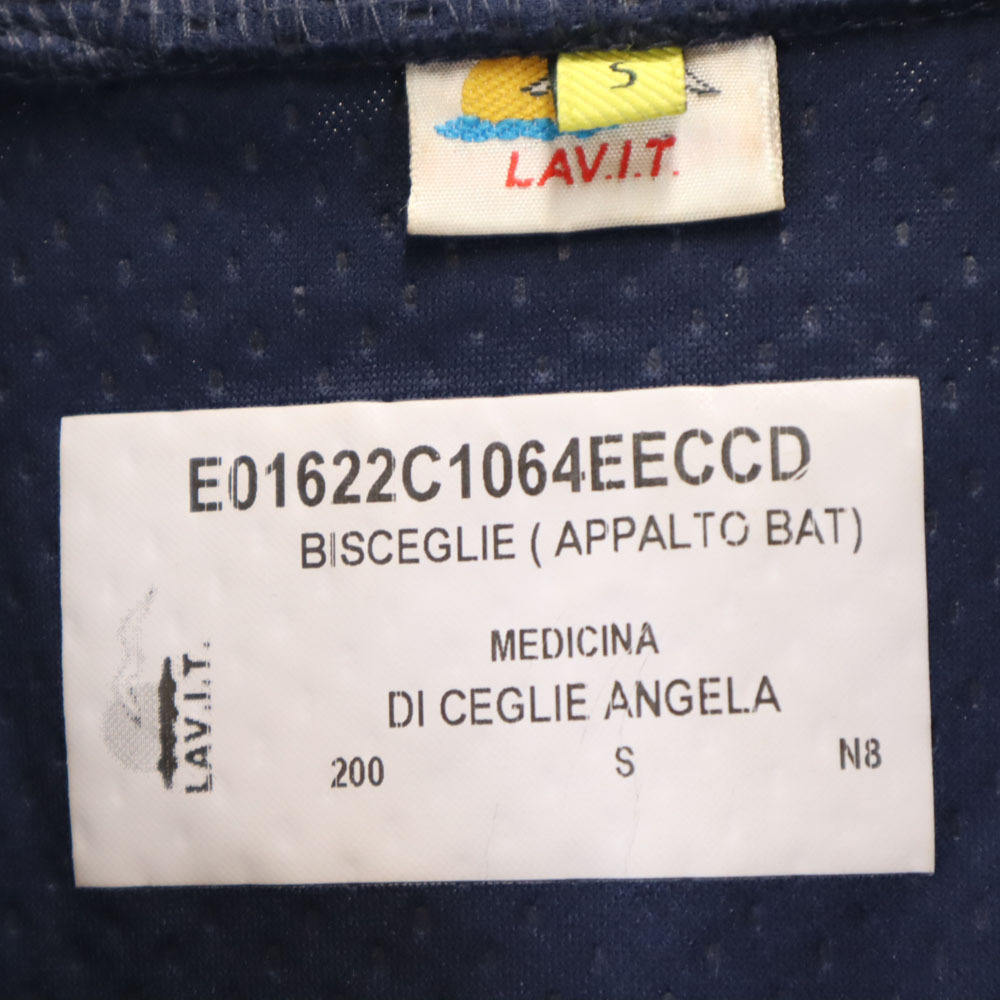 S
LAV.I.T.
E01622C1064EECCD
BISCEGLIE ( APPALTO BAT)
MEDICINA
DI CEGLIE ANGELA
LAV.I.T.
200 S N8